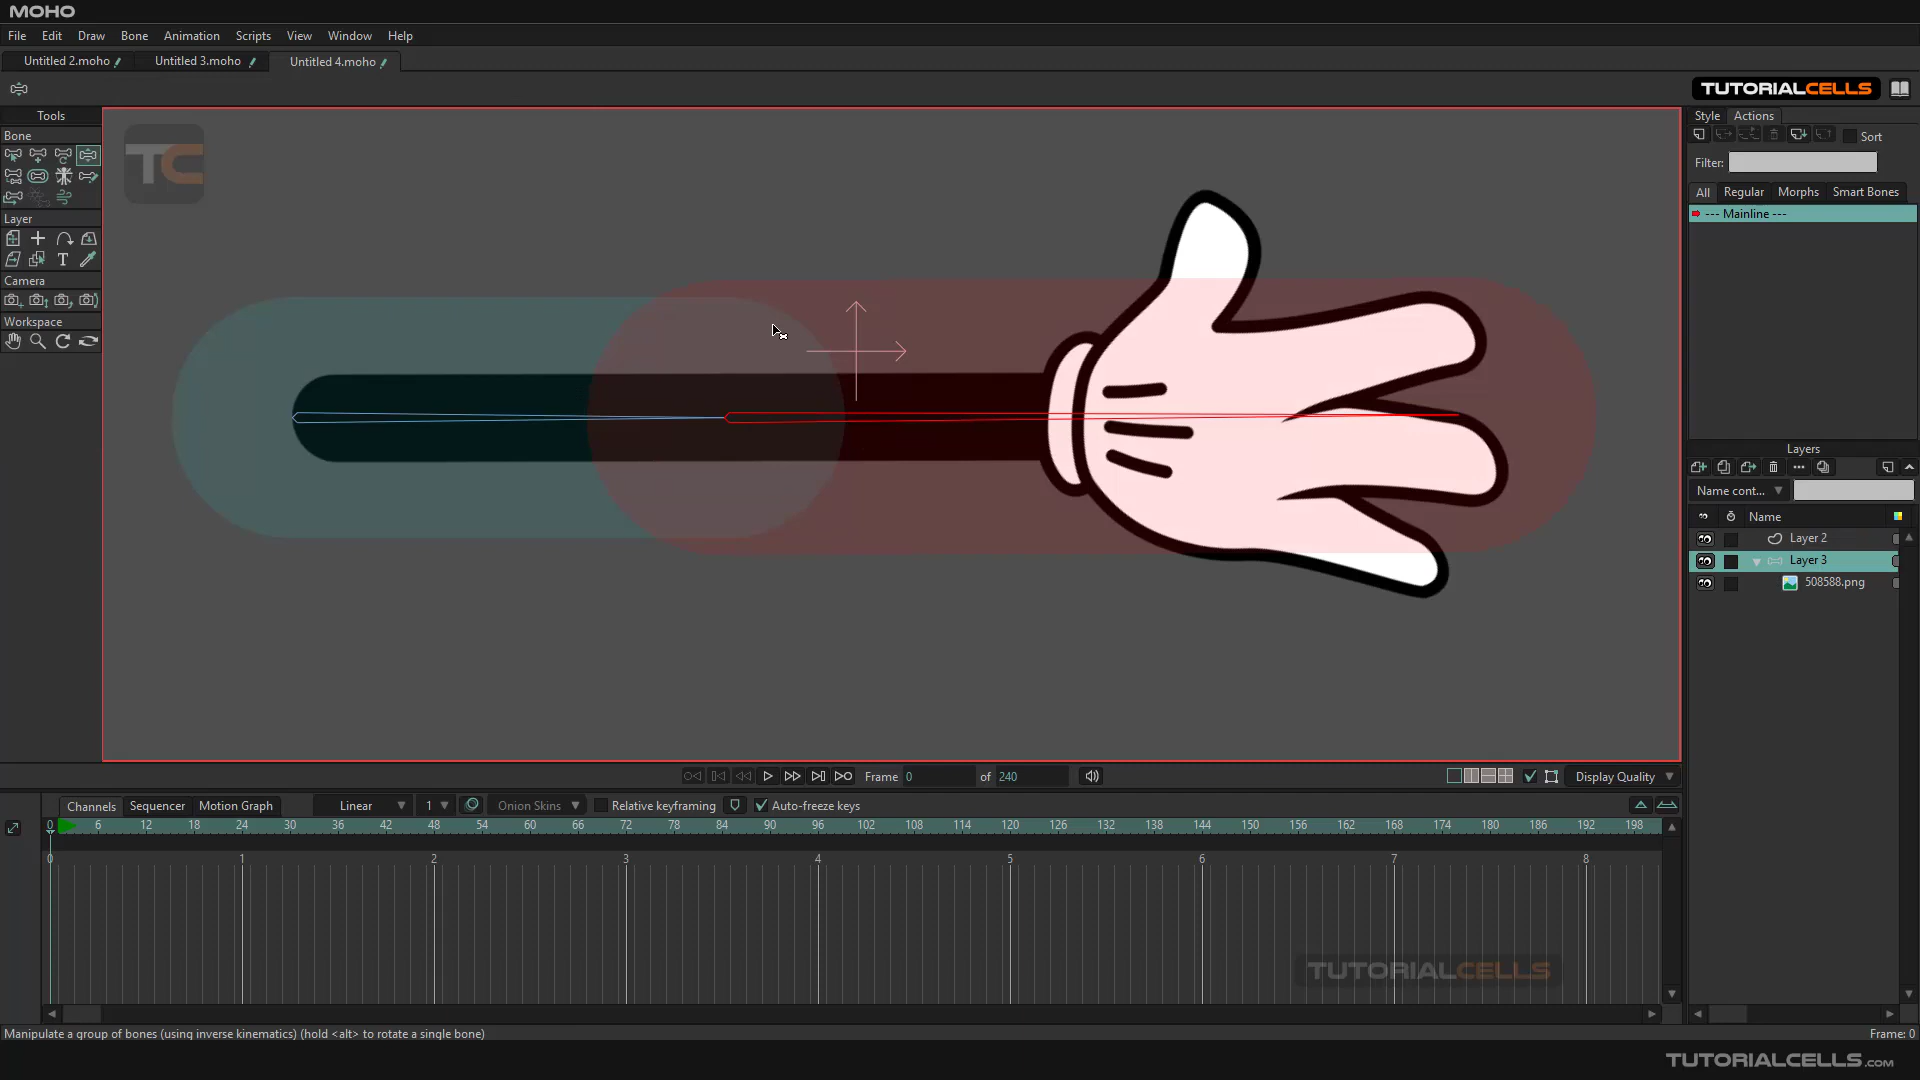 MOHO
File Edit Draw Bone Animation Scripts View Window Help
Untitled 2.moho Untitled 3.moho Untitled 4.moho
TUTORIALCELLS
Tools
Bone
Layer
T
Camera
Workspace
TC
Style Actions
Sort
Filter:
All Regular Morphs Smart Bones
--- Mainline ---
Layers
Name cont...
Name
Layer 2
Layer 3
508588.png
Frame 0 of 240
Display Quality
Channels Sequencer Motion Graph Linear 1 Onion Skins Relative keyframing Auto-freeze keys
0 6 12 18 24 30 36 42 48 54 60 66 72 78 84 90 96 102 108 114 120 126 132 138 144 150 156 162 168 174 180 186 192 198
0 1 2 3 4 5 6 7 8
TUTORIALCELLS
Manipulate a group of bones (using inverse kinematics) (hold <alt> to rotate a single bone)
Frame: 0
TUTORIALCELLS.COM